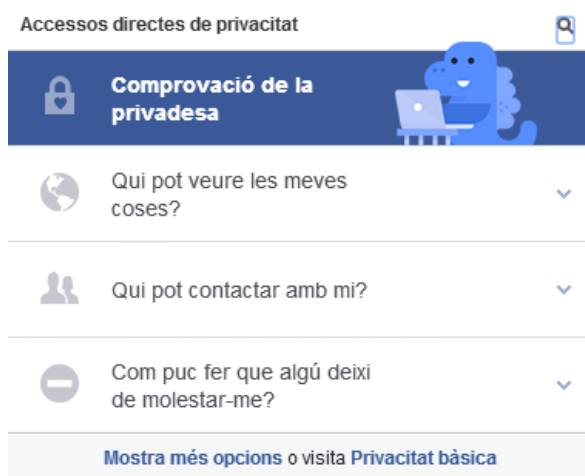 Accessos directes de privacitat
Comprovació de la
privadesa
Qui pot veure les meves
coses?
Qui pot contactar amb mi?
Com puc fer que algú deixi
de molestar-me?
Mostra més opcions o visita Privacitat bàsica